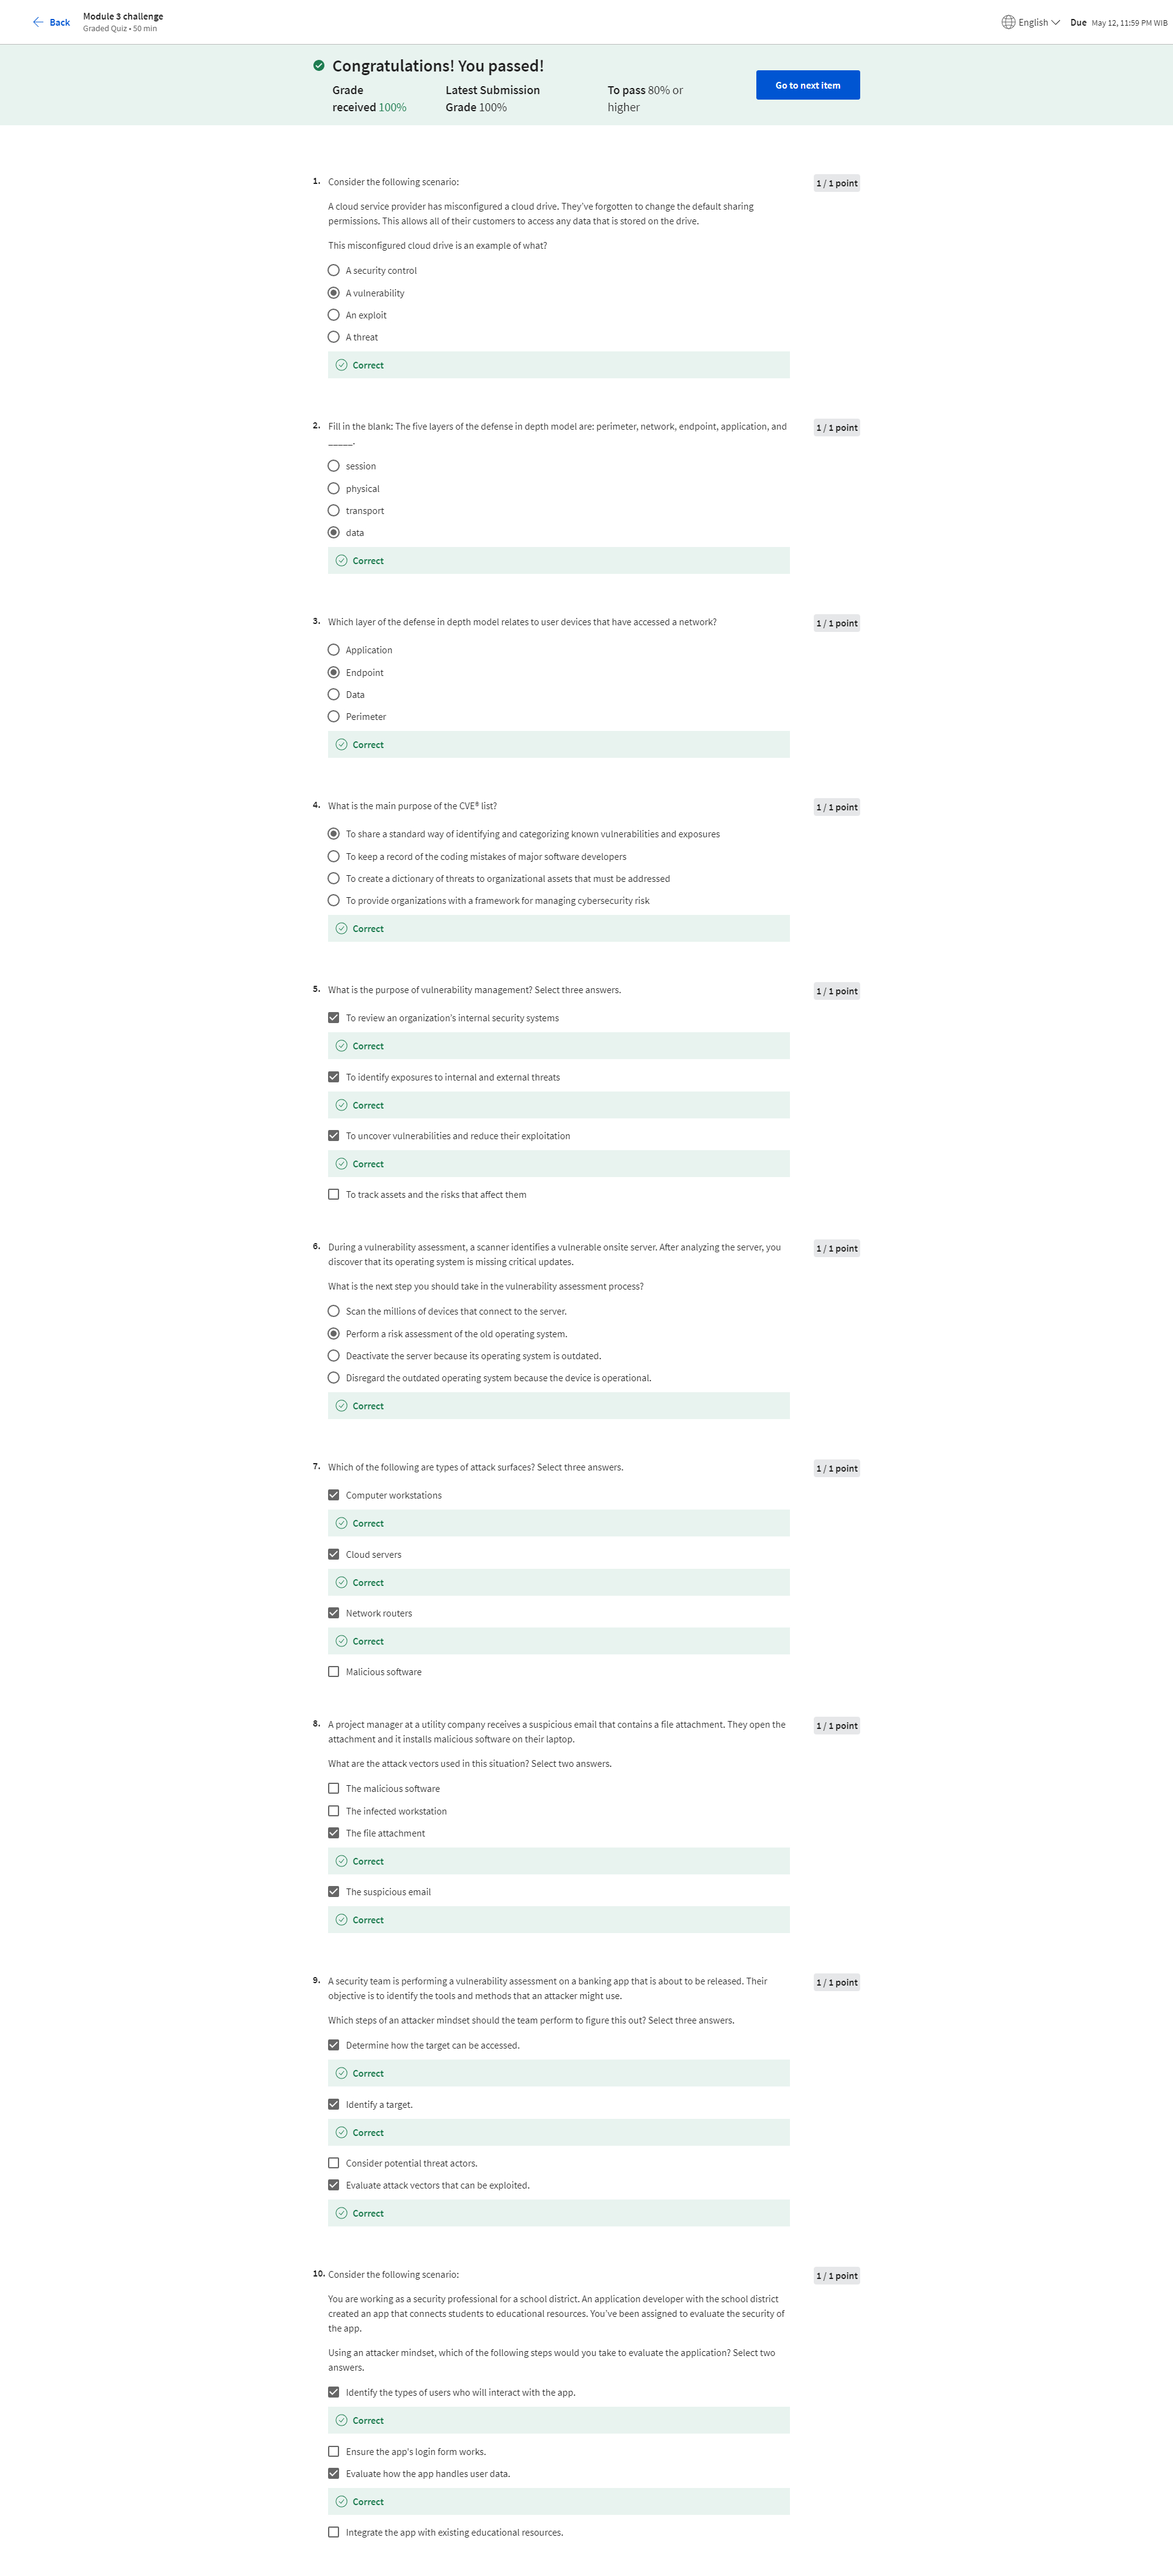 Back
Module 3 challenge
Graded Quiz • 50 min
English
Due May 12, 11:59 PM WIB
Congratulations! You passed!
Grade
received 100%
Latest Submission
Grade 100%
To pass 80% or
higher
Go to next item
1. Consider the following scenario:
1 / 1 point
A cloud service provider has misconfigured a cloud drive. They've forgotten to change the default sharing
permissions. This allows all of their customers to access any data that is stored on the drive.
This misconfigured cloud drive is an example of what?
A security control
A vulnerability
An exploit
A threat
Correct
2. Fill in the blank: The five layers of the defense in depth model are: perimeter, network, endpoint, application, and
_____.
1 / 1 point
session
physical
transport
data
Correct
3. Which layer of the defense in depth model relates to user devices that have accessed a network?
1 / 1 point
Application
Endpoint
Data
Perimeter
Correct
4. What is the main purpose of the CVE® list?
1 / 1 point
To share a standard way of identifying and categorizing known vulnerabilities and exposures
To keep a record of the coding mistakes of major software developers
To create a dictionary of threats to organizational assets that must be addressed
To provide organizations with a framework for managing cybersecurity risk
Correct
5. What is the purpose of vulnerability management? Select three answers.
1 / 1 point
To review an organization's internal security systems
Correct
To identify exposures to internal and external threats
Correct
To uncover vulnerabilities and reduce their exploitation
Correct
To track assets and the risks that affect them
6. During a vulnerability assessment, a scanner identifies a vulnerable onsite server. After analyzing the server, you
discover that its operating system is missing critical updates.
1 / 1 point
What is the next step you should take in the vulnerability assessment process?
Scan the millions of devices that connect to the server.
Perform a risk assessment of the old operating system.
Deactivate the server because its operating system is outdated.
Disregard the outdated operating system because the device is operational.
Correct
7. Which of the following are types of attack surfaces? Select three answers.
1 / 1 point
Computer workstations
Correct
Cloud servers
Correct
Network routers
Correct
Malicious software
8. A project manager at a utility company receives a suspicious email that contains a file attachment. They open the
attachment and it installs malicious software on their laptop.
1 / 1 point
What are the attack vectors used in this situation? Select two answers.
The malicious software
The infected workstation
The file attachment
Correct
The suspicious email
Correct
9. A security team is performing a vulnerability assessment on a banking app that is about to be released. Their
objective is to identify the tools and methods that an attacker might use.
1 / 1 point
Which steps of an attacker mindset should the team perform to figure this out? Select three answers.
Determine how the target can be accessed.
Correct
Identify a target.
Correct
Consider potential threat actors.
Evaluate attack vectors that can be exploited.
Correct
10. Consider the following scenario:
1 / 1 point
You are working as a security professional for a school district. An application developer with the school district
created an app that connects students to educational resources. You've been assigned to evaluate the security of
the app.
Using an attacker mindset, which of the following steps would you take to evaluate the application? Select two
answers.
Identify the types of users who will interact with the app.
Correct
Ensure the app's login form works.
Evaluate how the app handles user data.
Correct
Integrate the app with existing educational resources.